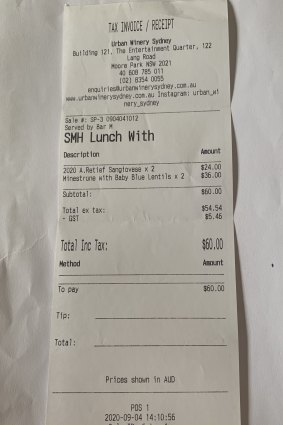 TAX INVOICE / RECEIPT
Urban Winery Sydney
Building 121, The Entertainment Quarter, 122
Lang Road
Moore Park NSW 2021
40 608 785 011
(02) 8354 0055
enquiries@urbanwinerysydney.com.au
www.urbanwinerysydney.com.au Instagram: urban_wi
nery_sydney
Sale #: SP-3 0904041012
Served by Bar M
SMH Lunch With
Description Amount
2020 A.Retief Sangiovese x 2 $24.00
Minestrone with Baby Blue Lentils x 2 $36.00
Subtotal: $60.00
Total ex tax: $54.54
- GST $5.46
Total Inc Tax: $60.00
Method Amount
To pay $60.00
Tip:
Total:
Prices shown in AUD
POS 1
2020-09-04 14:10:56